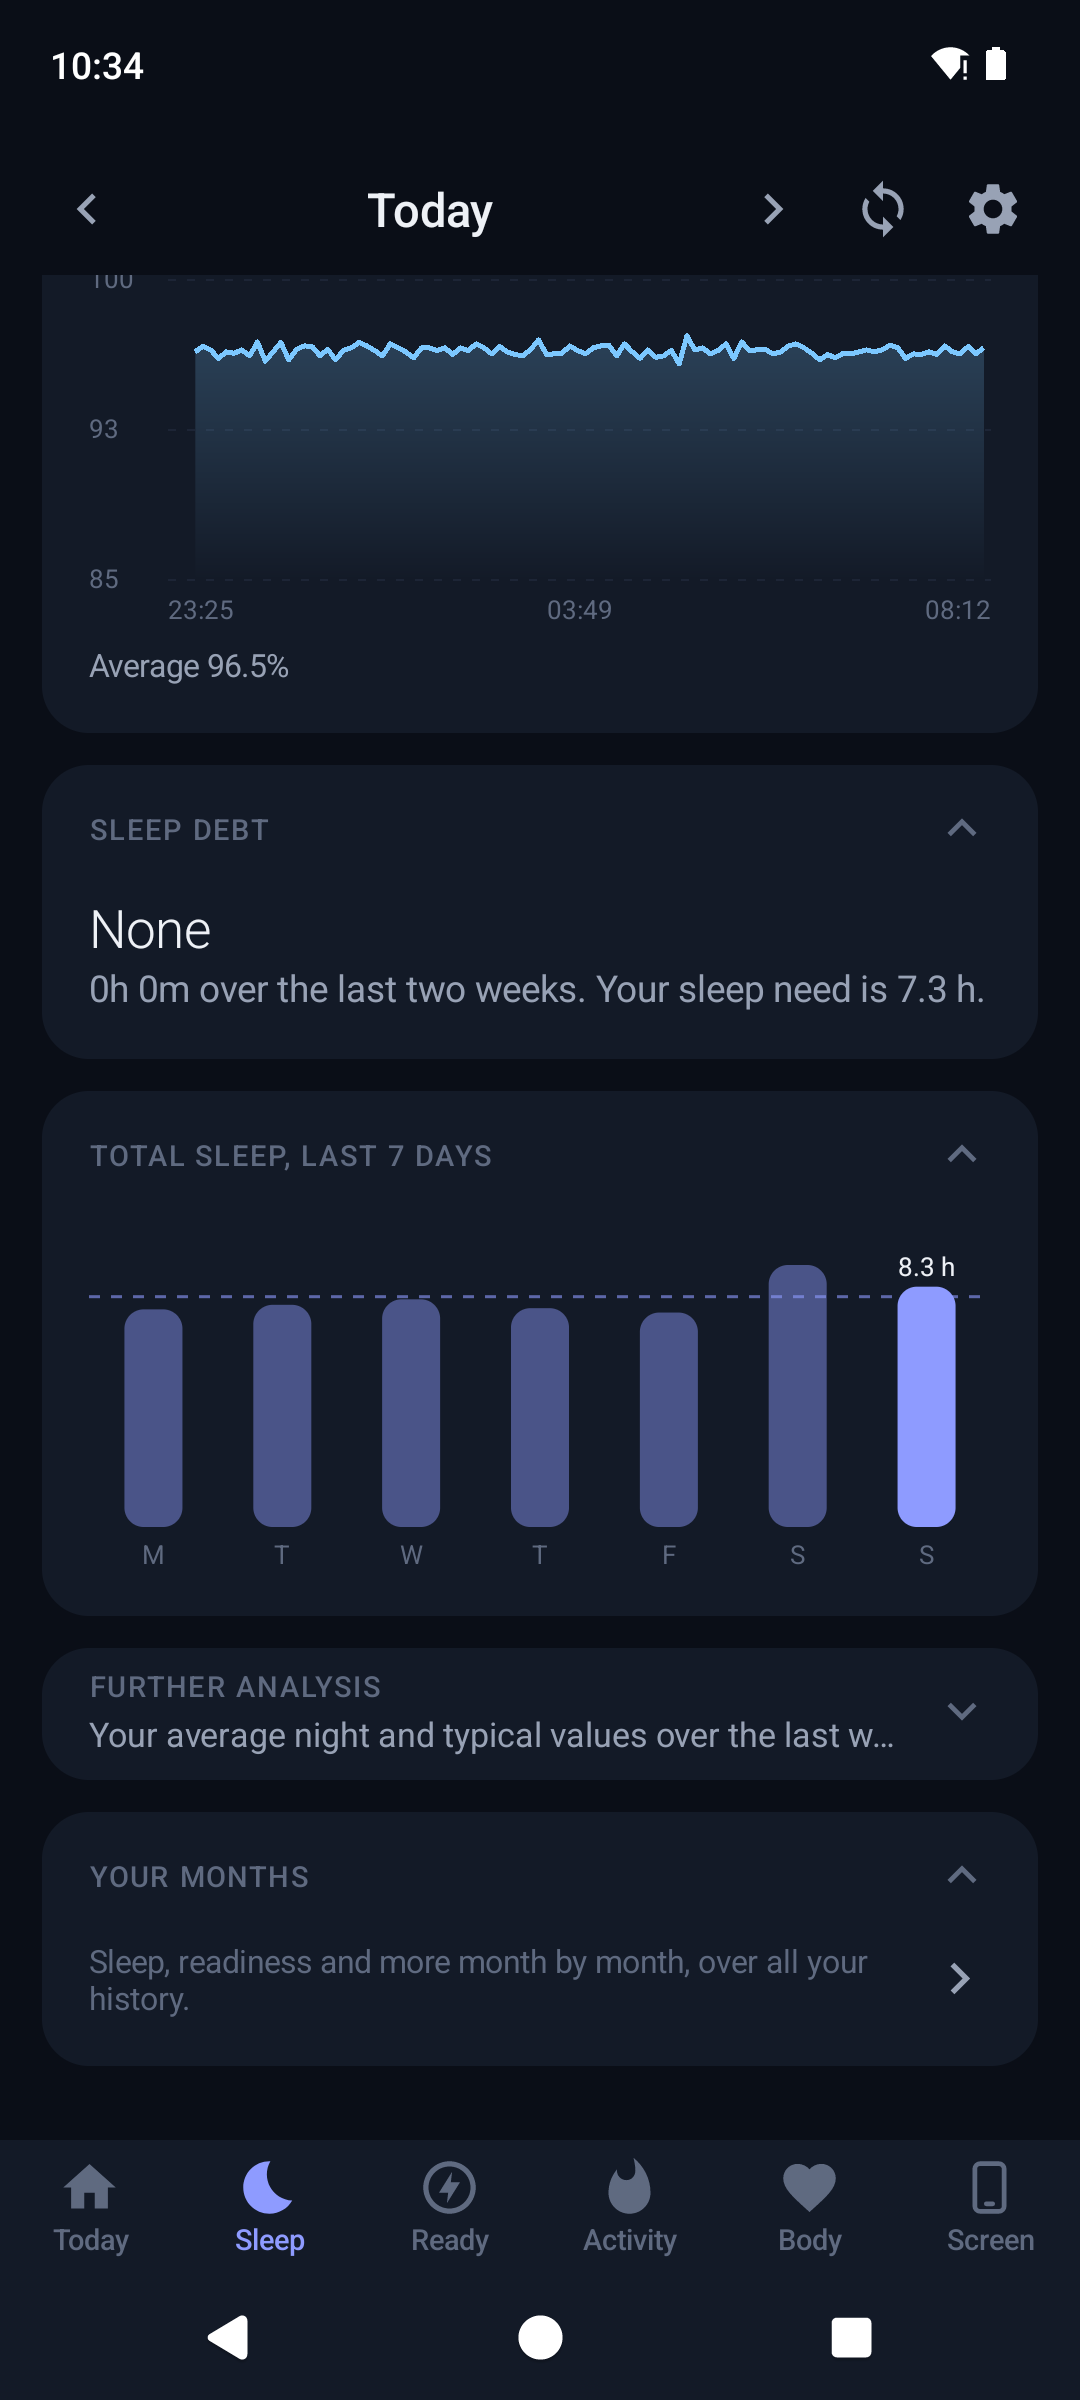 10:34
Today
100
93
85
23:25 03:49 08:12
Average 96.5%
SLEEP DEBT
None
0h 0m over the last two weeks. Your sleep need is 7.3 h.
TOTAL SLEEP, LAST 7 DAYS
8.3 h
M T W T F S S
FURTHER ANALYSIS
Your average night and typical values over the last w...
YOUR MONTHS
Sleep, readiness and more month by month, over all your
history.
Today Sleep Ready Activity Body Screen